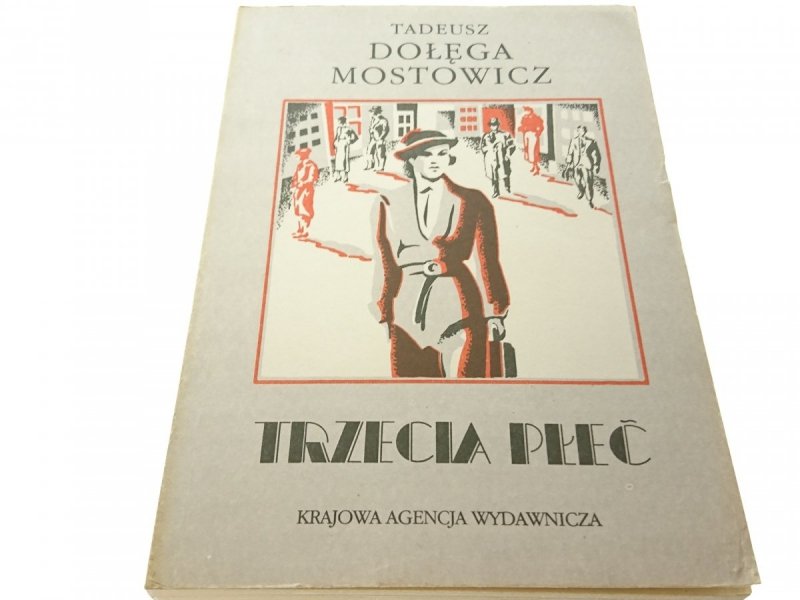 TADEUSZ
DOŁĘGA
MOSTOWICZ
TRZECIA PŁEĆ
KRAJOWA AGENCJA WYDAWNICZA